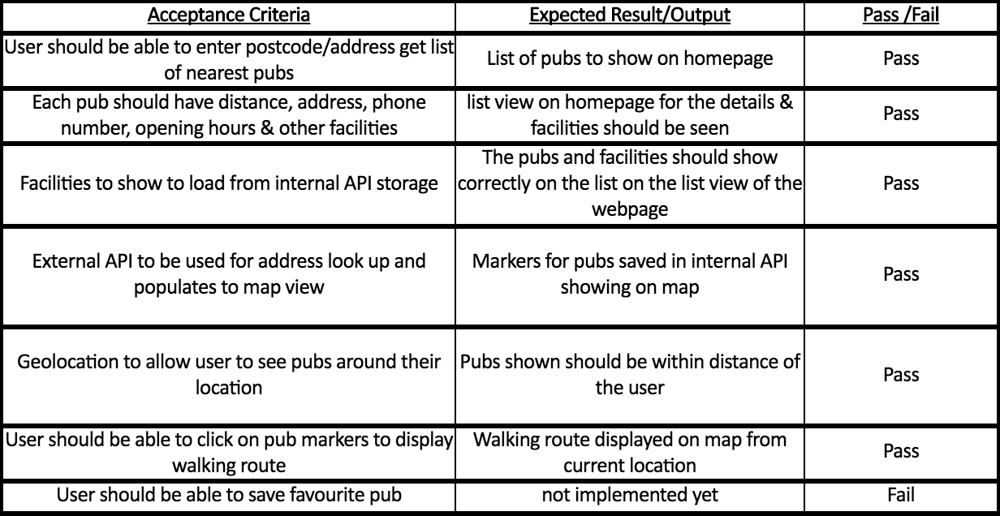 Acceptance Criteria
Expected Result/Output
Pass /Fail
User should be able to enter postcode/address get list
of nearest pubs
List of pubs to show on homepage
Pass
Each pub should have distance, address, phone
number, opening hours & other facilities
list view on homepage for the details &
facilities should be seen
Pass
Facilities to show to load from internal API storage
The pubs and facilities should show
correctly on the list on the list view of the
webpage
Pass
External API to be used for address look up and
populates to map view
Markers for pubs saved in internal API
showing on map
Pass
Geolocation to allow user to see pubs around their
location
Pubs shown should be within distance of
the user
Pass
User should be able to click on pub markers to display
walking route
Walking route displayed on map from
current location
Pass
User should be able to save favourite pub
not implemented yet
Fail